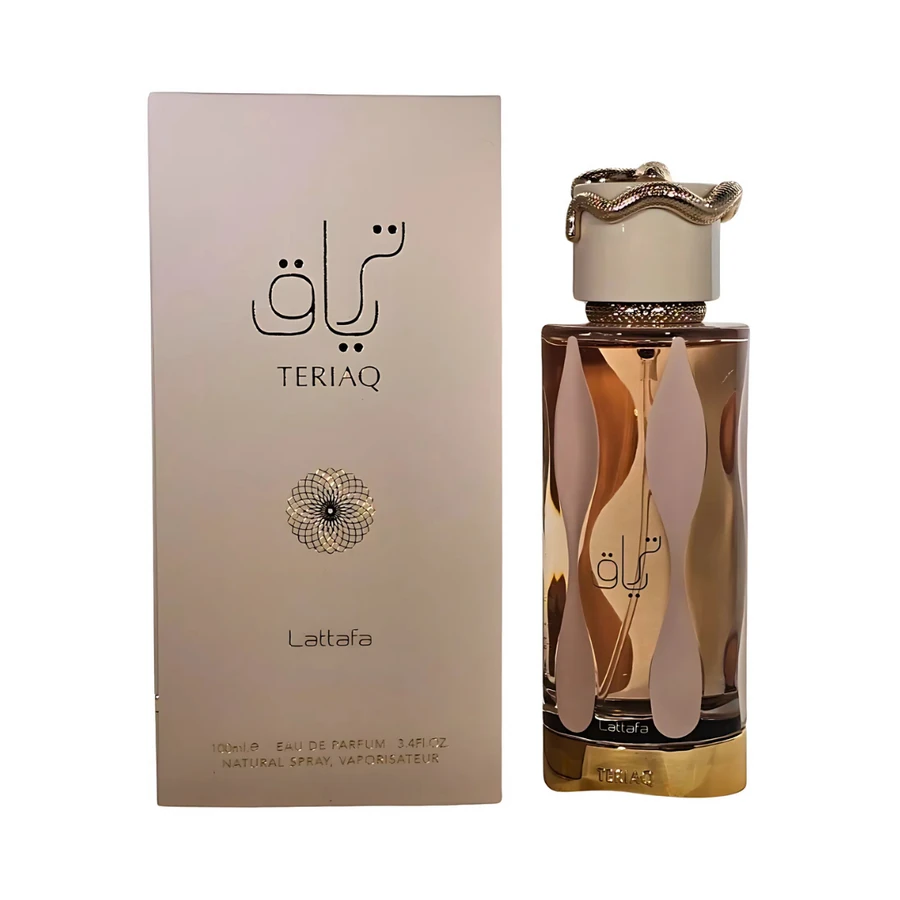 ترياق
TERIAQ
Lattafa
100ml.e EAU DE PARFUM 3.4Fl OZ
NATURAL SPRAY, VAPORISATEUR
ترياق
Lattafa
TERIAQ